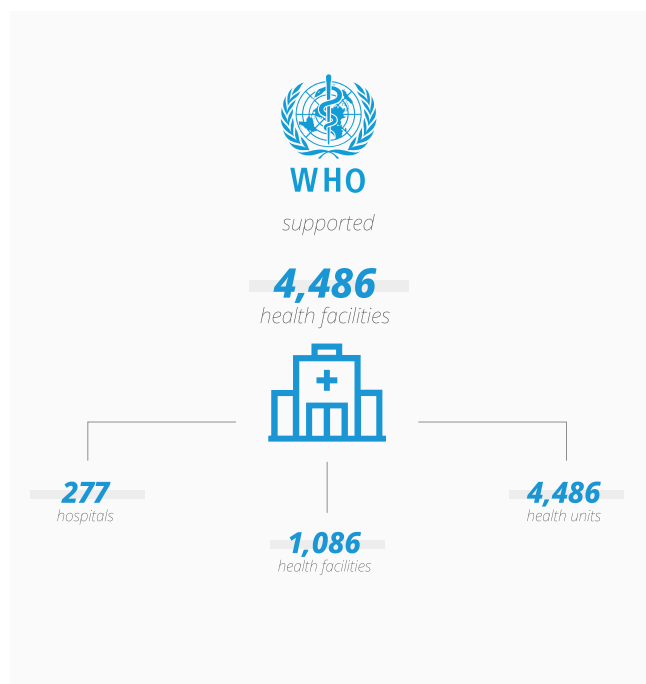 WHO
supported
4,486
health facilities
277
hospitals
1,086
health facilities
4,486
health units